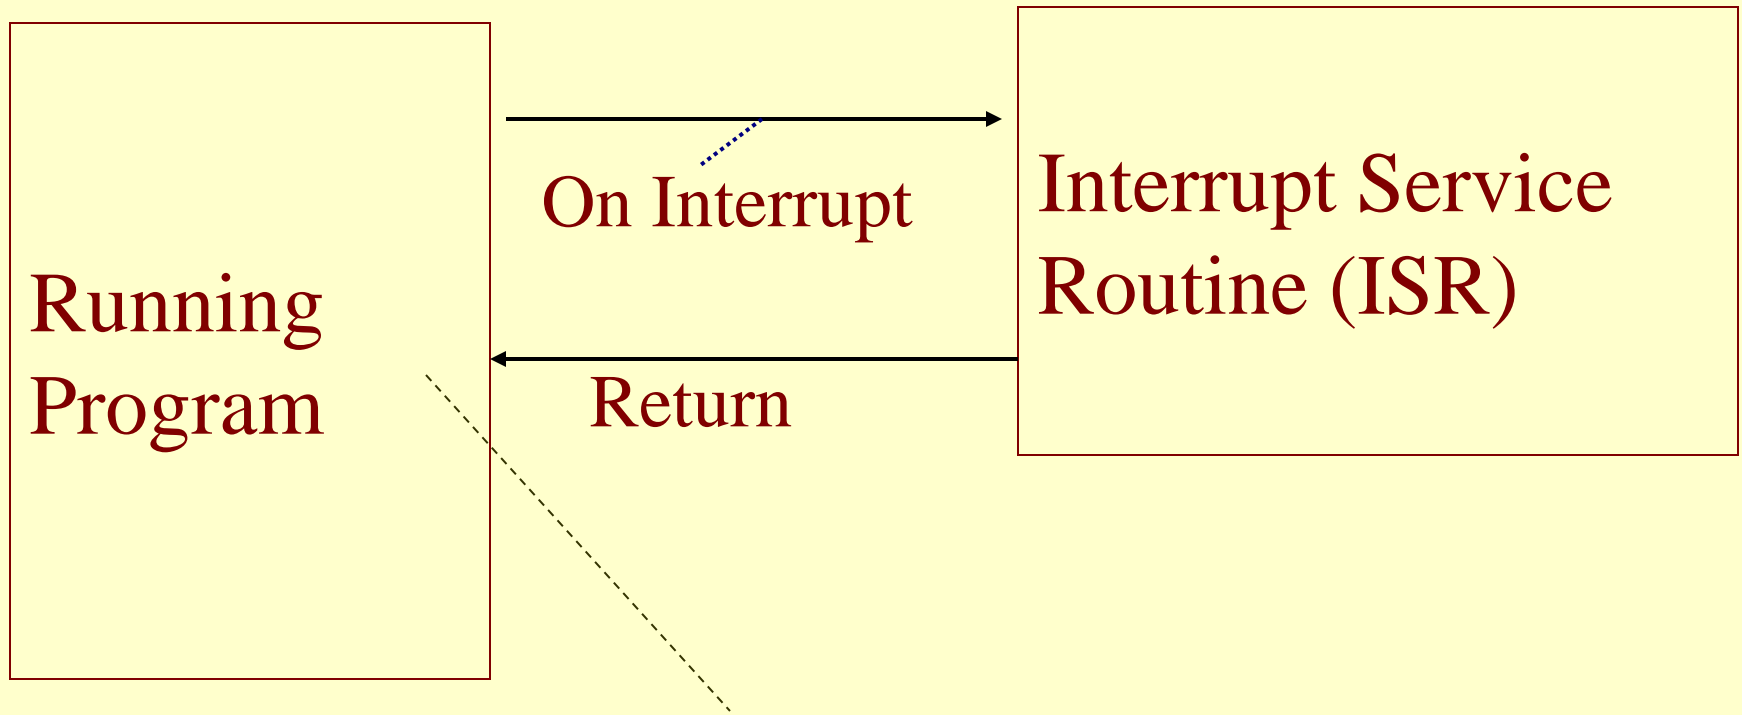 Running
Program
On Interrupt
Return
Interrupt Service
Routine (ISR)